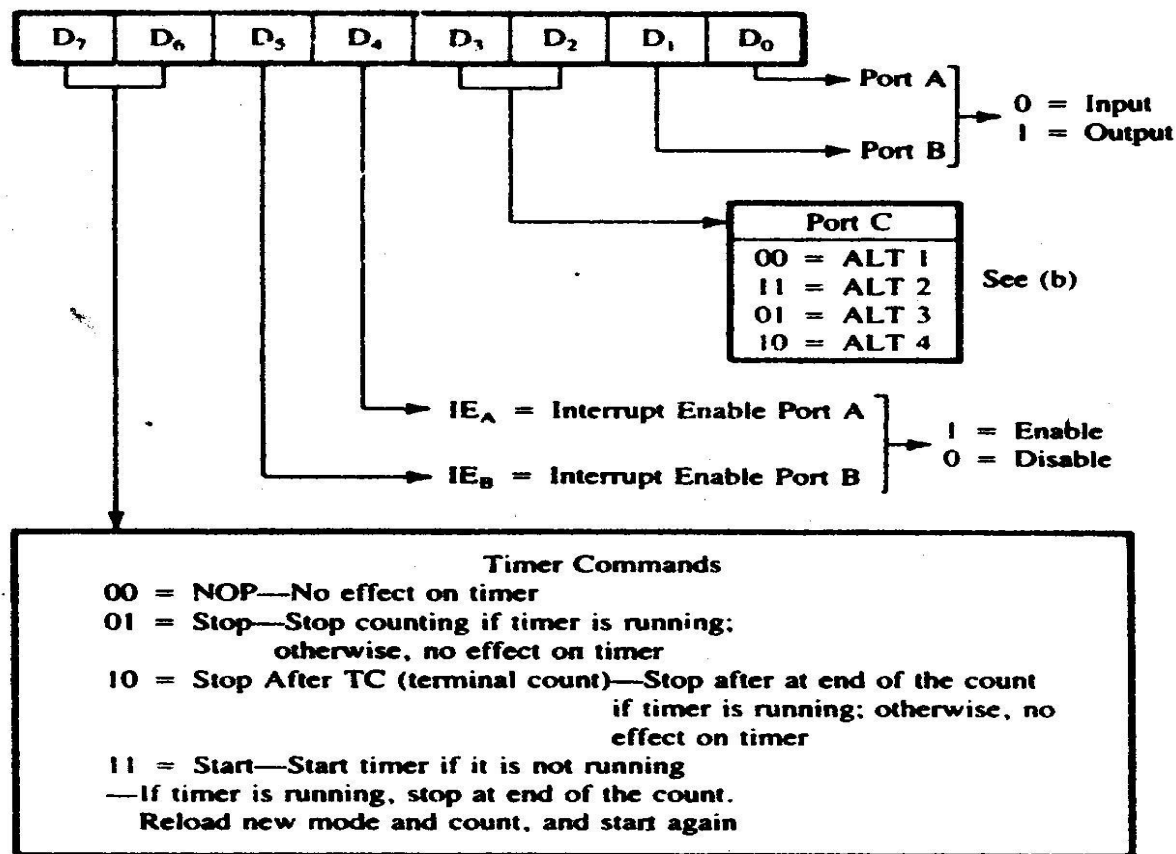 D₇ D₆ D₅ D₄ D₃ D₂ D₁ D₀
Port A
0 = Input
1 = Output
Port B
Port C
00 = ALT 1
11 = ALT 2
01 = ALT 3
10 = ALT 4
See (b)
IE_A = Interrupt Enable Port A
1 = Enable
0 = Disable
IE_B = Interrupt Enable Port B
Timer Commands
00 = NOP—No effect on timer
01 = Stop—Stop counting if timer is running;
otherwise, no effect on timer
10 = Stop After TC (terminal count)—Stop after at end of the count
if timer is running; otherwise, no
effect on timer
11 = Start—Start timer if it is not running
—If timer is running, stop at end of the count.
Reload new mode and count, and start again